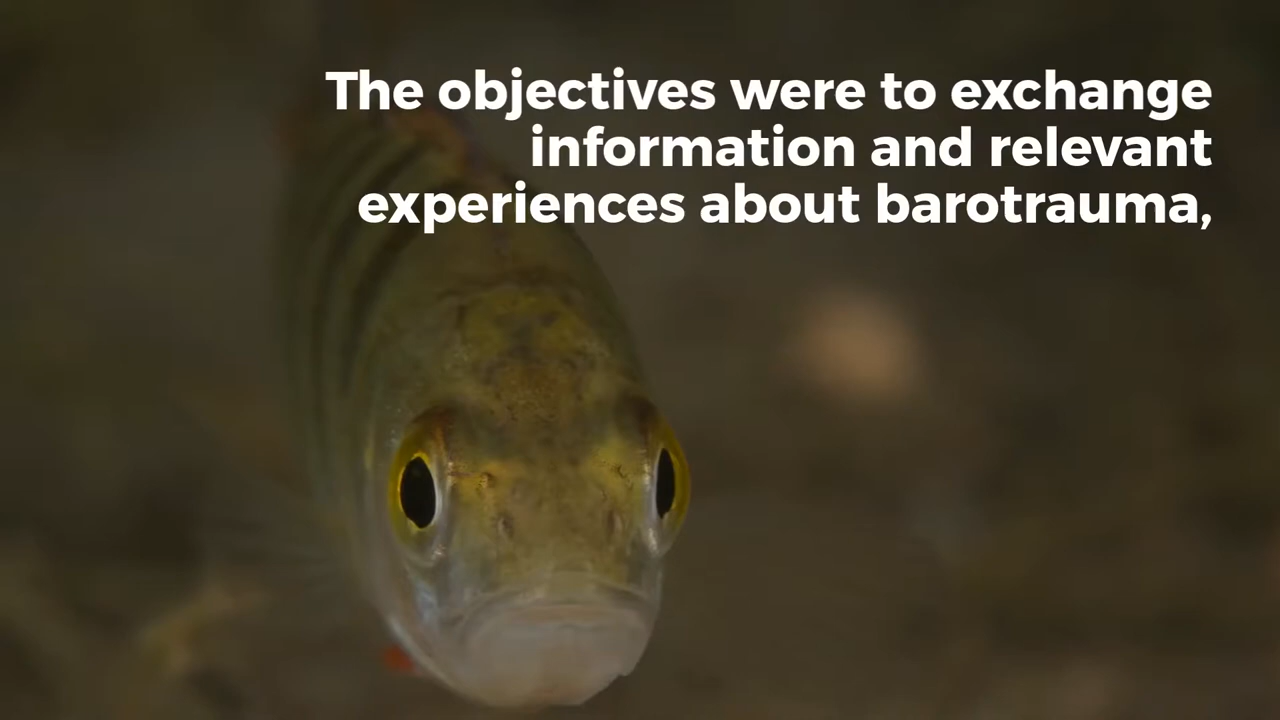 The objectives were to exchange
information and relevant
experiences about barotrauma,